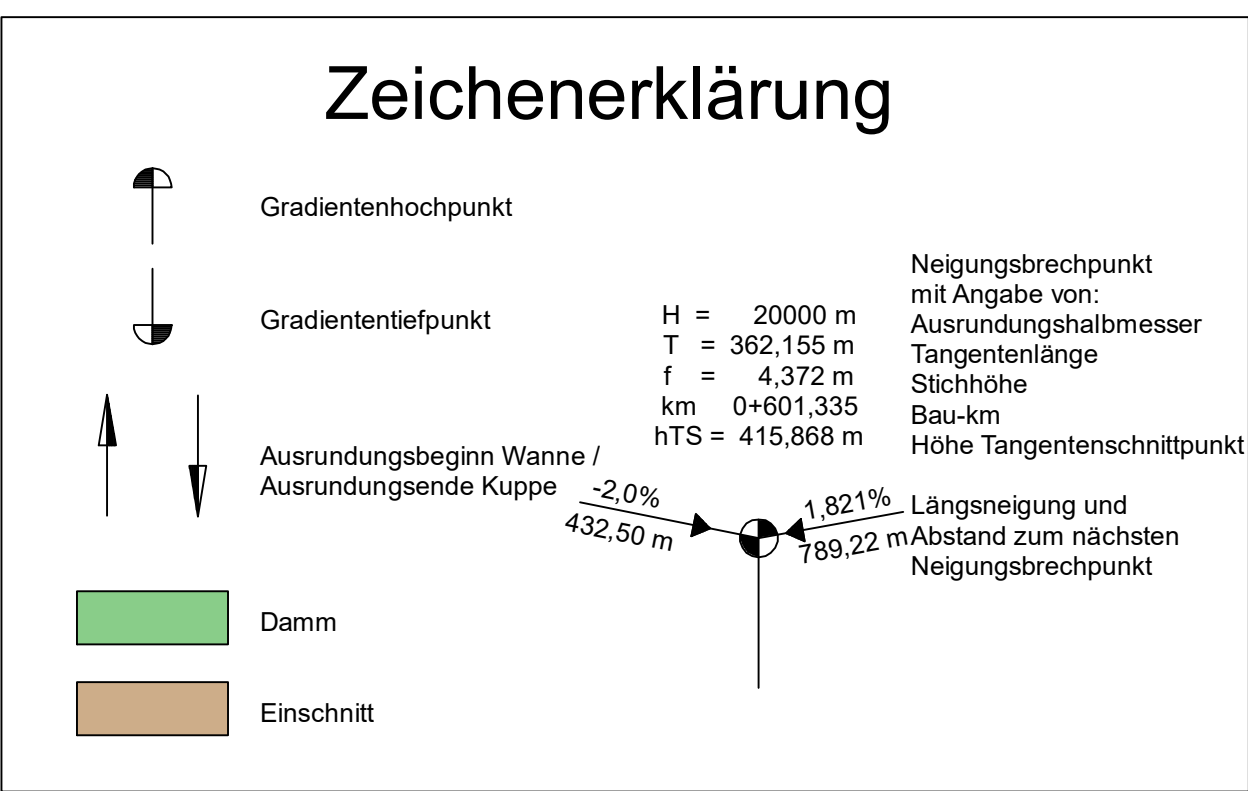 Zeichenerklärung
Gradientenhochpunkt
Gradiententiefpunkt
Ausrundungsbeginn Wanne /
Ausrundungsende Kuppe
Damm
Einschnitt
H = 20000 m
T = 362,155 m
f = 4,372 m
km 0+601,335
hTS = 415,868 m
-2,0%
432,50 m
1,821%
789,22 m
Neigungsbrechpunkt
mit Angabe von:
Ausrundungshalbmesser
Tangentenlänge
Stichhöhe
Bau-km
Höhe Tangentenschnittpunkt
Längsneigung und
Abstand zum nächsten
Neigungsbrechpunkt